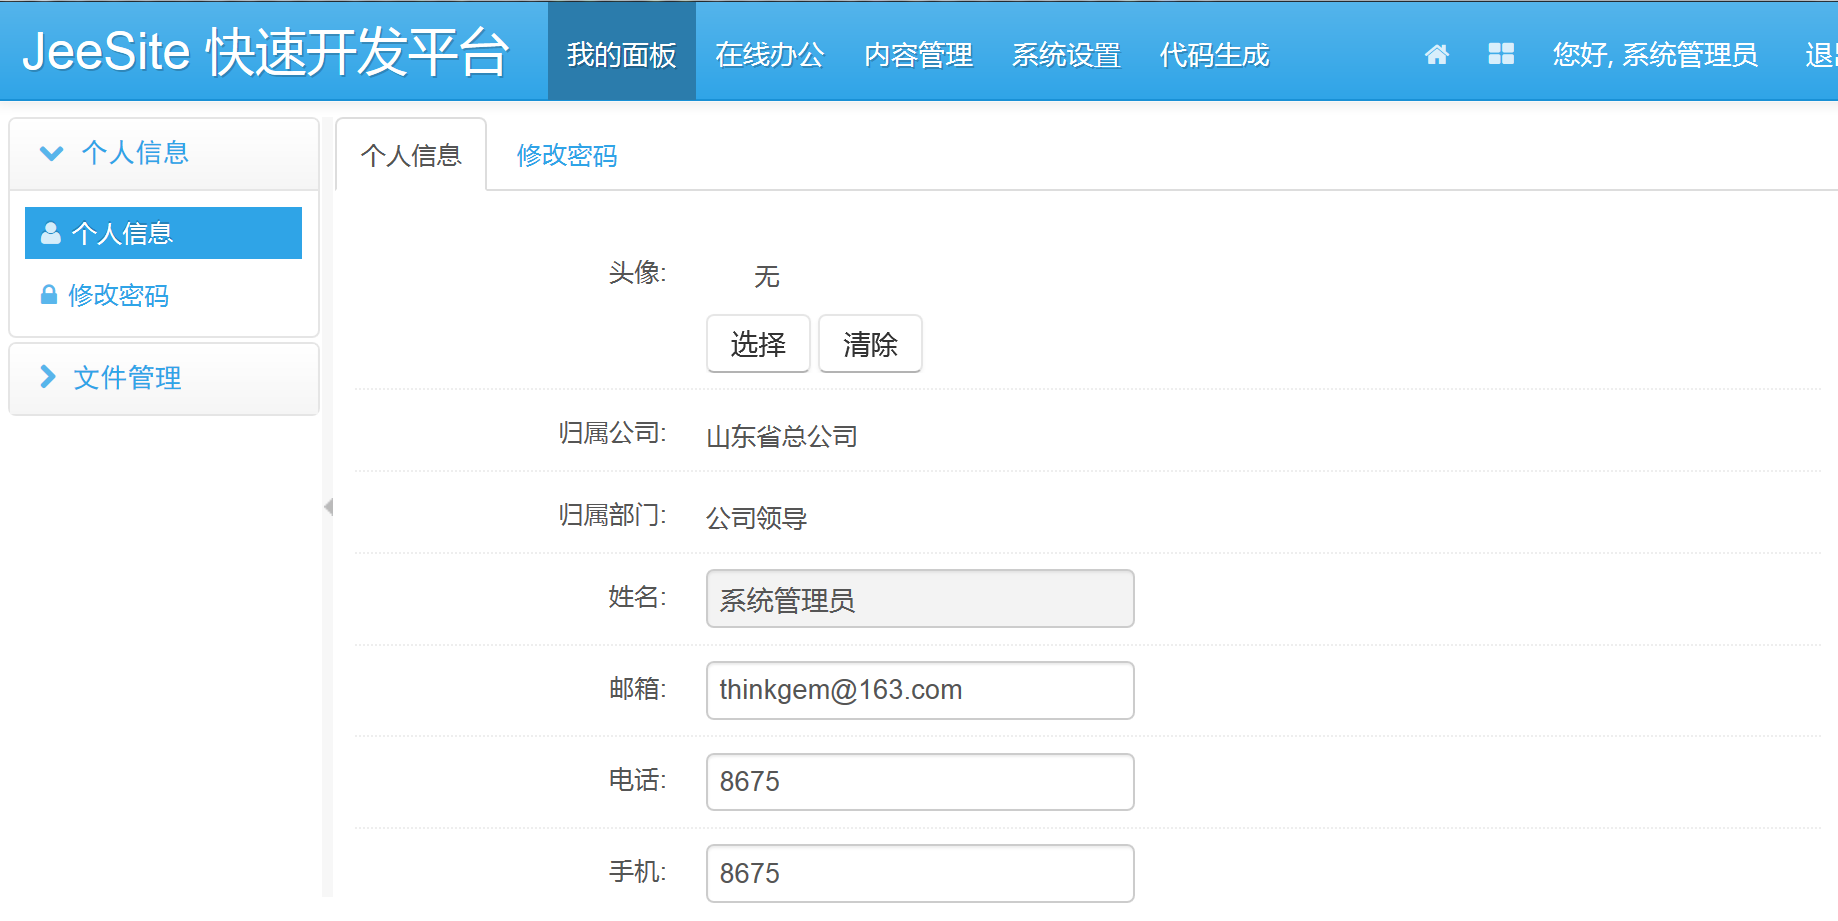 JeeSite 快速开发平台 我的面板 在线办公 内容管理 系统设置 代码生成 您好, 系统管理员
个人信息
个人信息
修改密码
文件管理
个人信息 修改密码
头像: 无
选择 清除
归属公司: 山东省总公司
归属部门: 公司领导
姓名: 系统管理员
邮箱: thinkgem@163.com
电话: 8675
手机: 8675